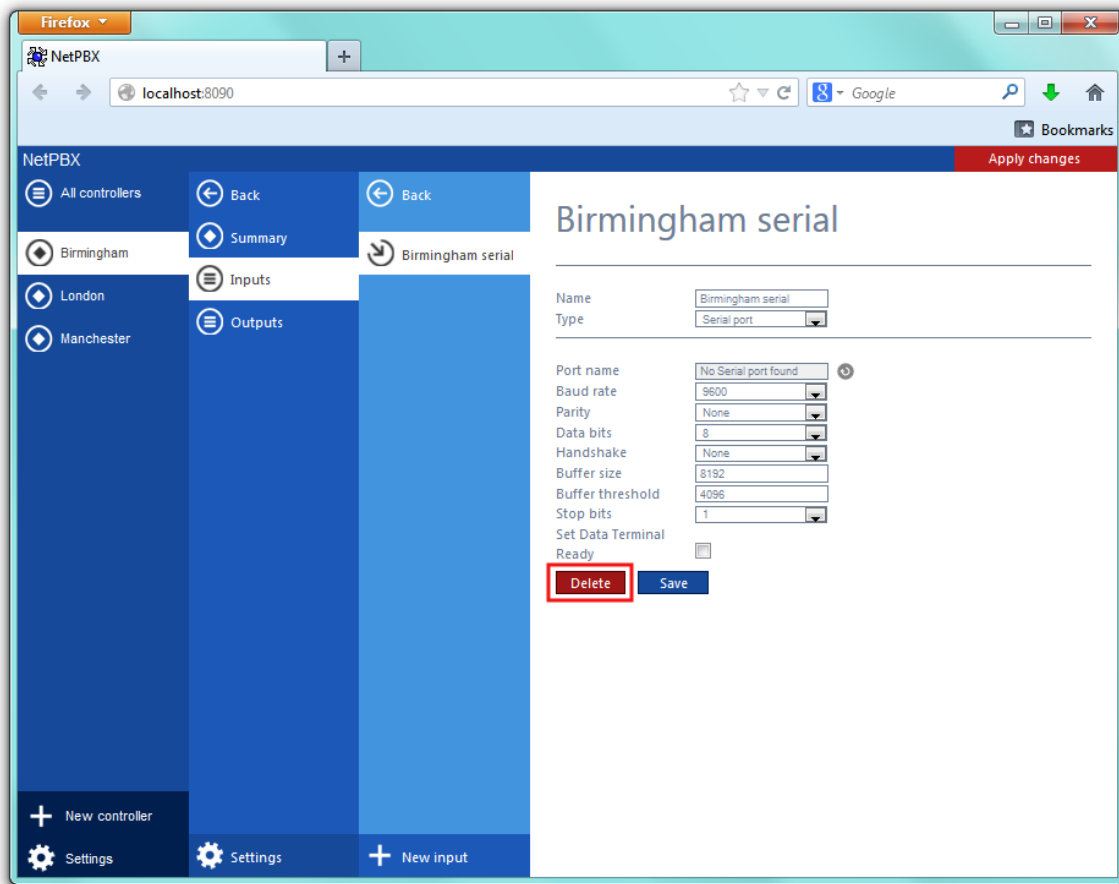 Firefox
NetPBX
localhost:8090
Google
Bookmarks
NetPBX
Apply changes
All controllers
Birmingham
London
Manchester
New controller
Settings
Back
Summary
Inputs
Outputs
Settings
Back
Birmingham serial
New input
Birmingham serial
Name Birmingham serial
Type Serial port
Port name No Serial port found
Baud rate 9600
Parity None
Data bits 8
Handshake None
Buffer size 8192
Buffer threshold 4096
Stop bits 1
Set Data Terminal
Ready
Delete Save